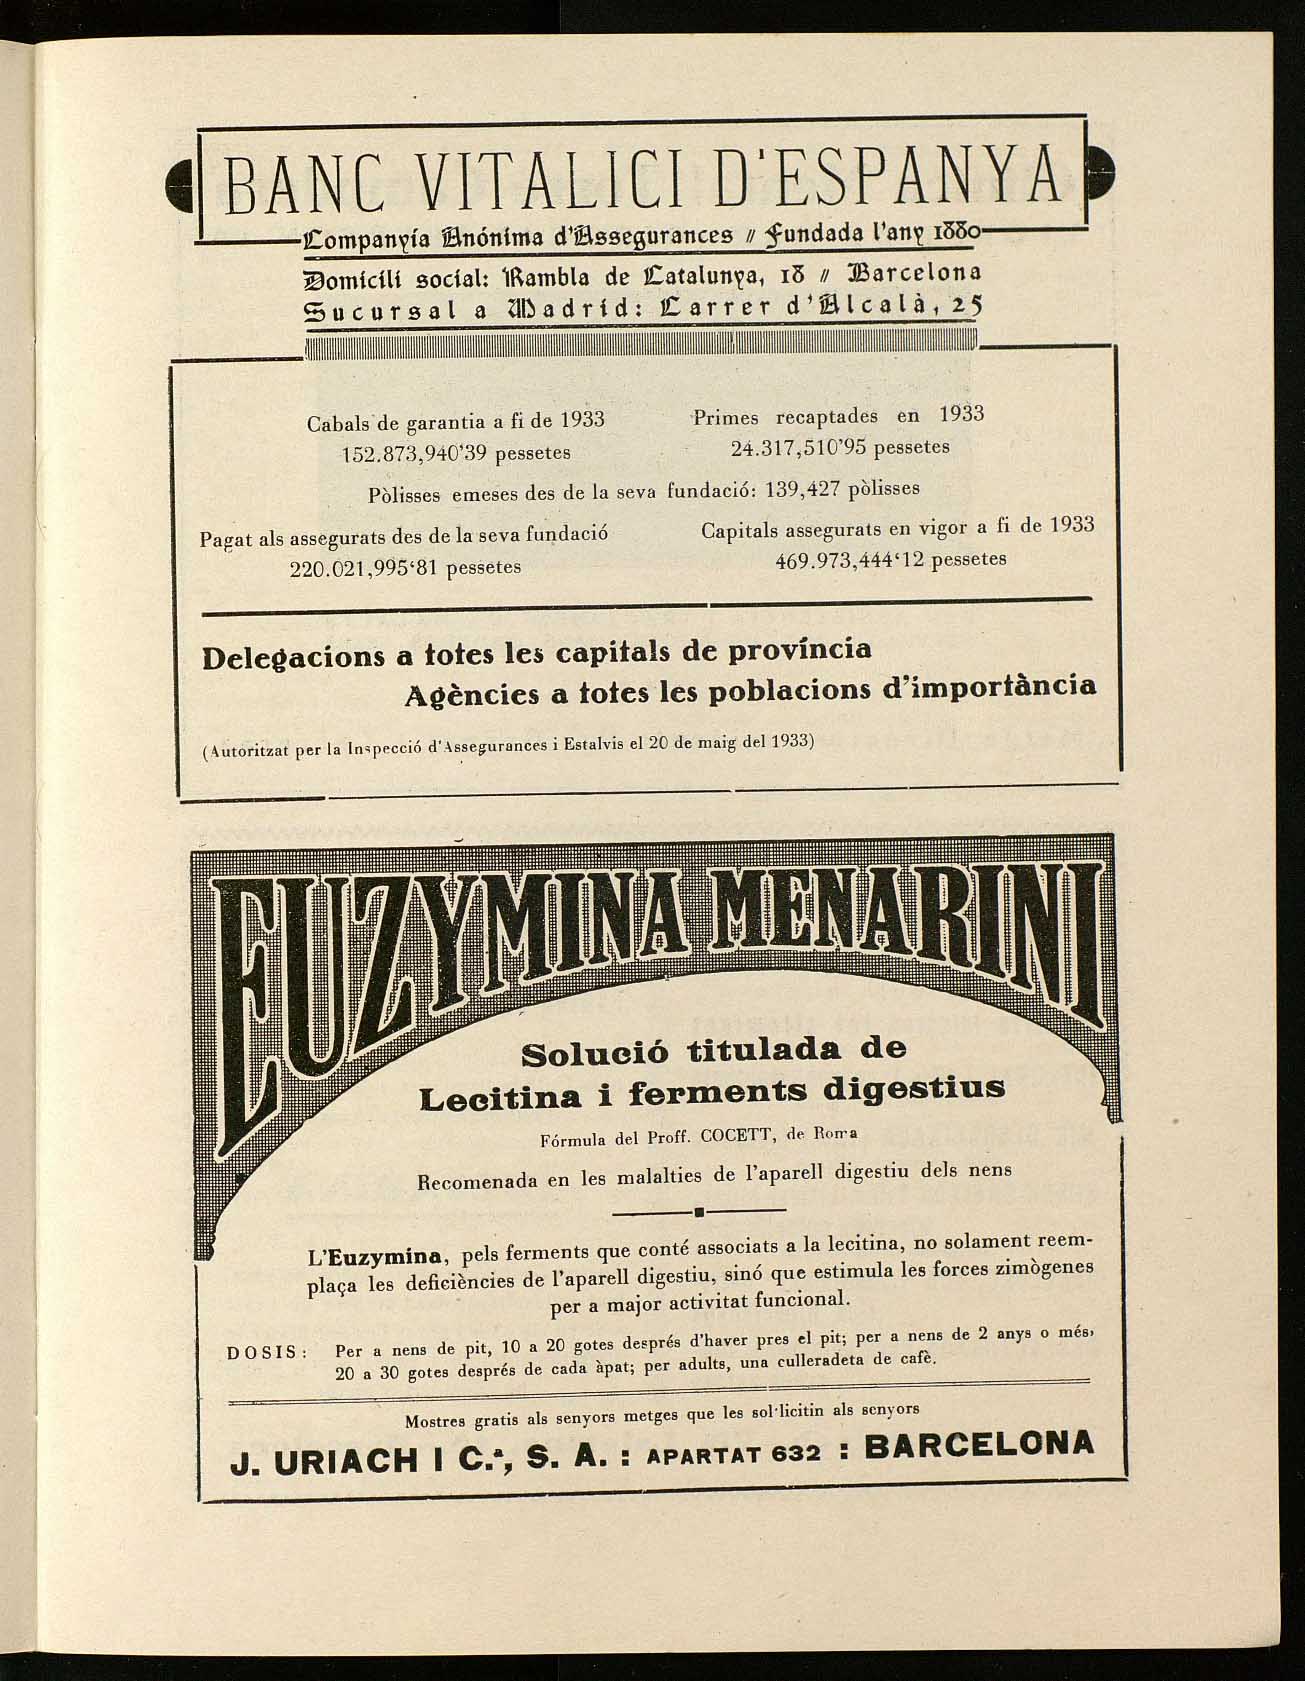 BANC VITALICI D'ESPANYA
Companyía Anónima d'Assegurances // Fundada l'any 1880
Domicili social: Rambla de Catalunya, 18 // Barcelona
Sucursal a Madrid: Carrer d'Alcalà, 25
Cabals de garantia a fi de 1933
152.873,940'39 pessetes
Primes recaptades en 1933
24.317,510'95 pessetes
Pòlisses emeses des de la seva fundació: 139,427 pòlisses
Pagat als assegurats des de la seva fundació
220.021,995‘81 pessetes
Capitals assegurats en vigor a fi de 1933
469.973,444‘12 pessetes
Delegacions a totes les capitals de província
Agències a totes les poblacions d'importància
(Autoritzat per la Inspecció d'Assegurances i Estalvis el 20 de maig del 1933)
EUZYMINA MENARINI
Solució titulada de
Lecitina i ferments digestius
Fórmula del Proff. COCETT, de Roma
Recomenada en les malalties de l'aparell digestiu dels nens
L'Euzymina, pels ferments que conté associats a la lecitina, no solament reem-
plaça les deficiències de l'aparell digestiu, sinó que estimula les forces zimògenes
per a major activitat funcional.
DOSIS: Per a nens de pit, 10 a 20 gotes després d'haver pres el pit; per a nens de 2 anys o més,
20 a 30 gotes després de cada àpat; per adults, una culleradeta de cafè.
Mostres gratis als senyors metges que les sol·licitin als senyors
J. URIACH I C.ª, S. A. : APARTAT 632 : BARCELONA